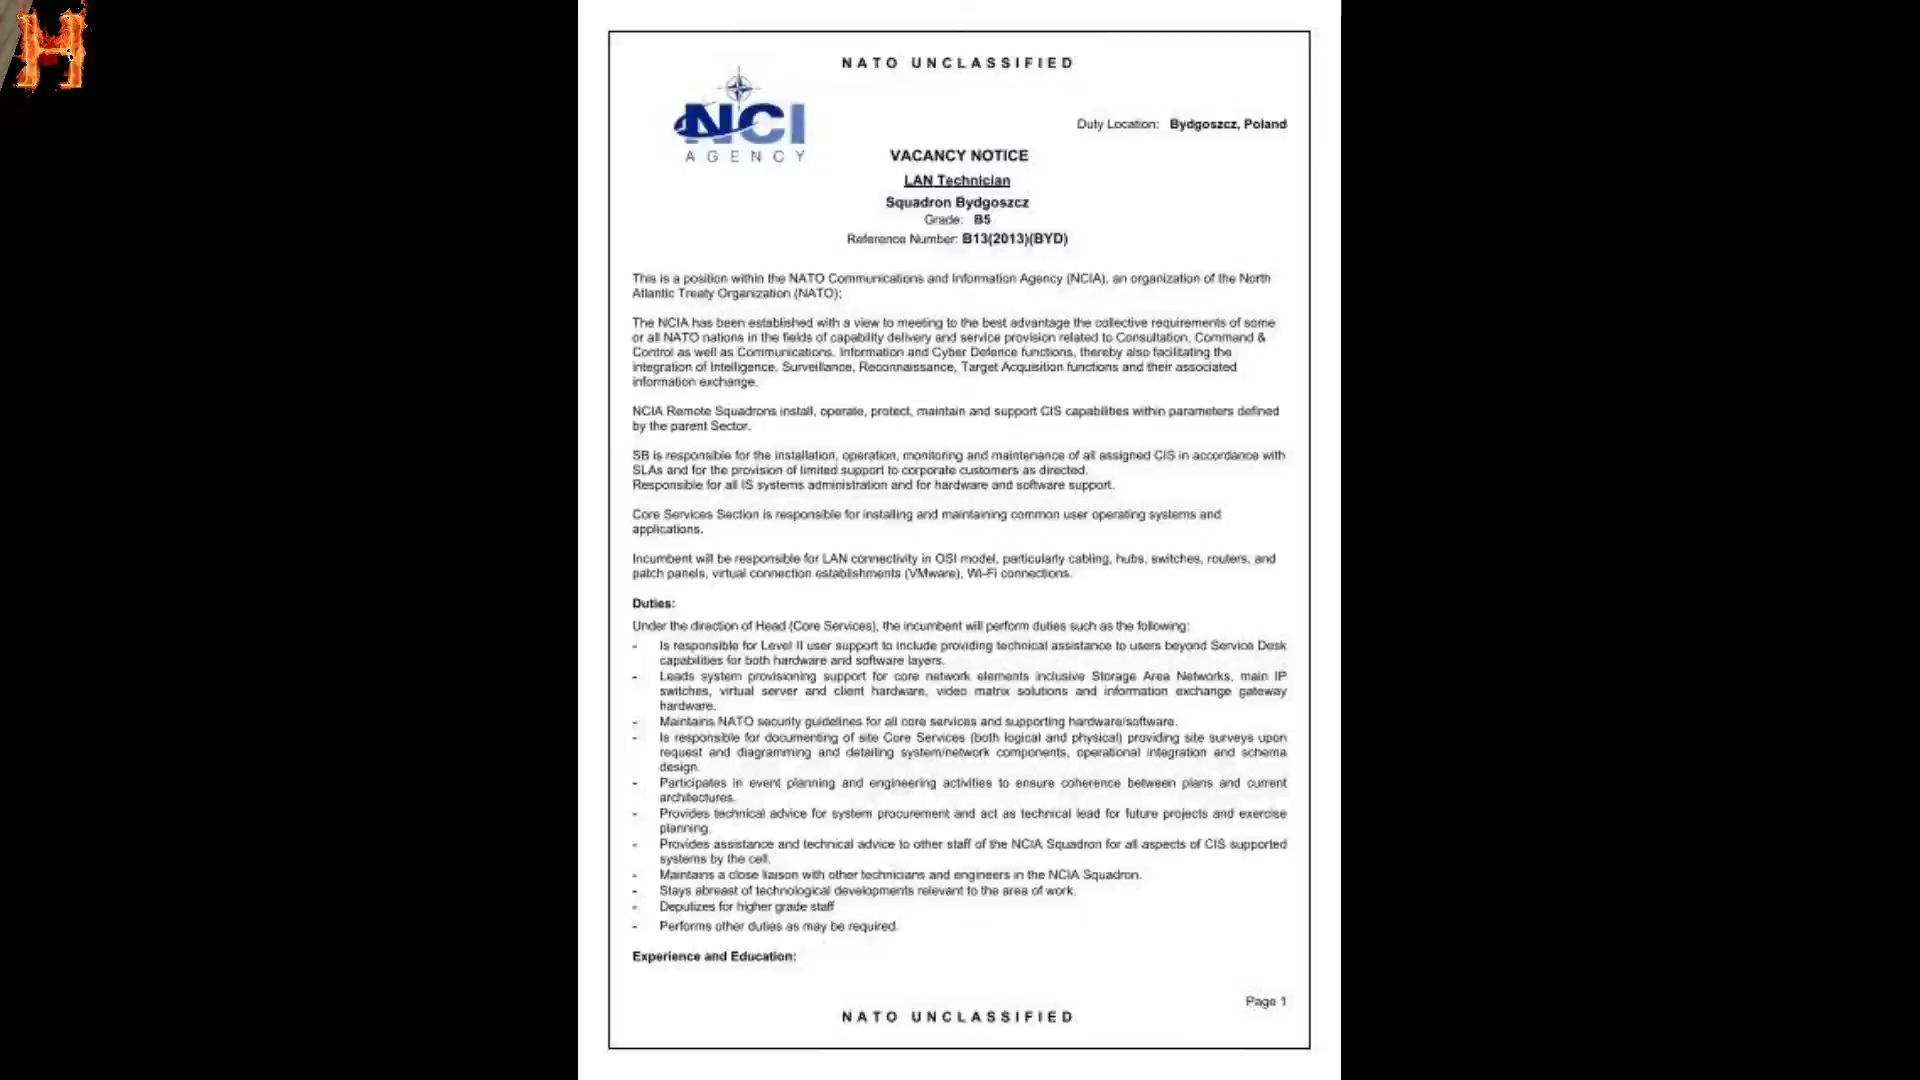 H
NATO UNCLASSIFIED
NCI
AGENCY
Duty Location: Bydgoszcz, Poland
VACANCY NOTICE
LAN Technician
Squadron Bydgoszcz
Grade: B5
Reference Number: B13(2013)(BYD)
This is a position within the NATO Communications and Information Agency (NCIA), an organization of the North
Atlantic Treaty Organization (NATO);
The NCIA has been established with a view to meeting to the best advantage the collective requirements of some
or all NATO nations in the fields of capability delivery and service provision related to Consultation, Command &
Control as well as Communications, Information and Cyber Defence functions, thereby also facilitating the
integration of Intelligence, Surveillance, Reconnaissance, Target Acquisition functions and their associated
information exchange.
NCIA Remote Squadrons install, operate, protect, maintain and support CIS capabilities within parameters defined
by the parent Sector.
SB is responsible for the installation, operation, monitoring and maintenance of all assigned CIS in accordance with
SLAs and for the provision of limited support to corporate customers as directed.
Responsible for all IS systems administration and for hardware and software support.
Core Services Section is responsible for installing and maintaining common user operating systems and
applications.
Incumbent will be responsible for LAN connectivity in OSI model, particularly cabling, hubs, switches, routers, and
patch panels, virtual connection establishments (VMware), Wi-Fi connections.
Duties:
Under the direction of Head (Core Services), the incumbent will perform duties such as the following:
- Is responsible for Level II user support to include providing technical assistance to users beyond Service Desk
capabilities for both hardware and software layers.
- Leads system provisioning support for core network elements inclusive Storage Area Networks, main IP
switches, virtual server and client hardware, video matrix solutions and information exchange gateway
hardware.
- Maintains NATO security guidelines for all core services and supporting hardware/software.
- Is responsible for documenting of site Core Services (both logical and physical) providing site surveys upon
request and diagramming and detailing system/network components, operational integration and schema
design.
- Participates in event planning and engineering activities to ensure coherence between plans and current
architectures.
- Provides technical advice for system procurement and act as technical lead for future projects and exercise
planning.
- Provides assistance and technical advice to other staff of the NCIA Squadron for all aspects of CIS supported
systems by the cell.
- Maintains a close liaison with other technicians and engineers in the NCIA Squadron.
- Stays abreast of technological developments relevant to the area of work.
- Deputizes for higher grade staff
- Performs other duties as may be required.
Experience and Education:
Page 1
NATO UNCLASSIFIED